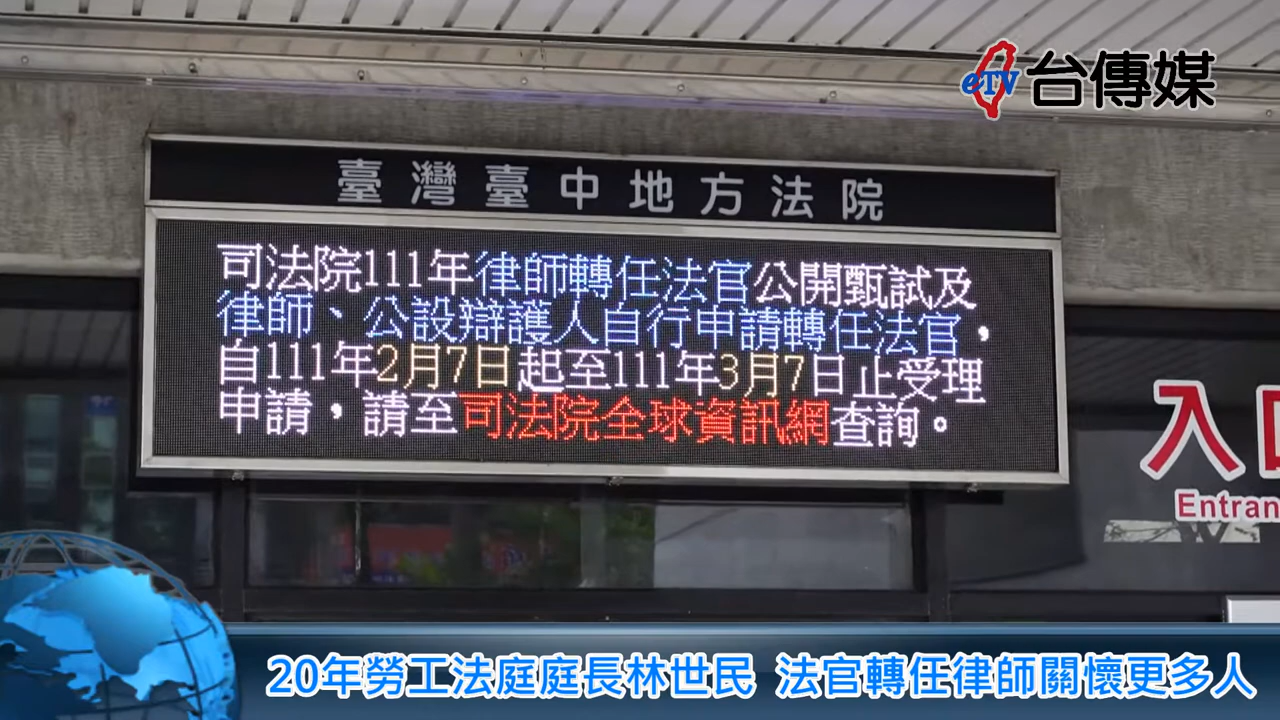 eTV 台傳媒
臺灣臺中地方法院
司法院111年律師轉任法官公開甄試及
律師、公設辯護人自行申請轉任法官，
自111年2月7日起至111年3月7日止受理
申請，請至司法院全球資訊網查詢。
入口
Entran
20年勞工法庭庭長林世民 法官轉任律師關懷更多人